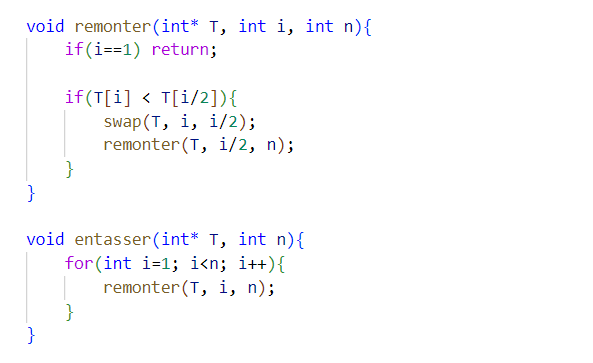 void remonter(int* T, int i, int n){
    if(i==1) return;

    if(T[i] < T[i/2]){
        swap(T, i, i/2);
        remonter(T, i/2, n);
    }
}

void entasser(int* T, int n){
    for(int i=1; i<n; i++){
        remonter(T, i, n);
    }
}